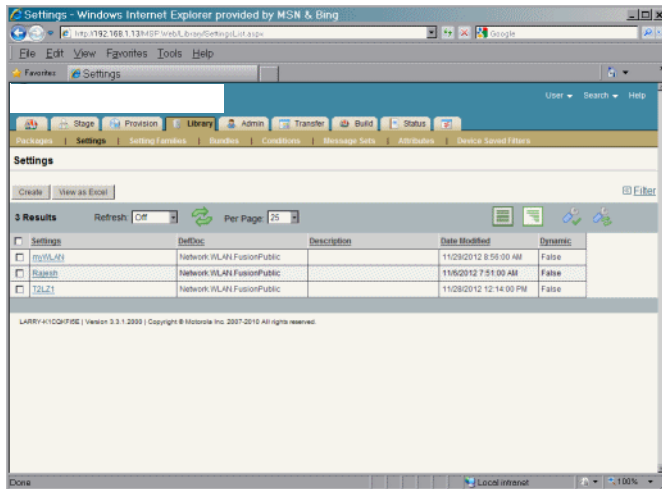 Settings - Windows Internet Explorer provided by MSN & Bing
http://192.168.1.13/MSP.Web/Library/SettingsList.aspx
Google
File Edit View Favorites Tools Help
Favorites Settings
User Search Help
Stage Provision Library Admin Transfer Build Status
Packages | Settings | Setting Families | Bundles | Conditions | Message Sets | Attributes | Device Saved Filters
Settings
Create View as Excel Filter
3 Results Refresh: Off Per Page: 25
Settings DefDoc Description Date Modified Dynamic
myWLAN Network.WLAN.FusionPublic 11/29/2012 8:56:00 AM False
Rajesh Network.WLAN.FusionPublic 11/6/2012 7:51:00 AM False
T2LZ1 Network.WLAN.FusionPublic 11/28/2012 12:14:00 PM False
Version 3.3.1.2000 | Copyright © Motorola Inc. 2007-2010 All rights reserved.
Done Local intranet 100%